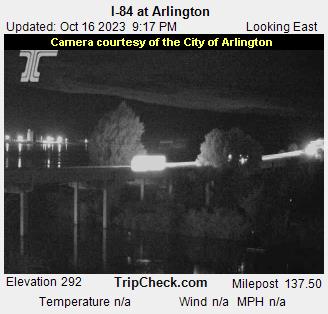 I-84 at Arlington
Updated: Oct 16 2023 9:17 PM Looking East
Camera courtesy of the City of Arlington
Elevation 292 TripCheck.com Milepost 137.50
Temperature n/a Wind n/a MPH n/a